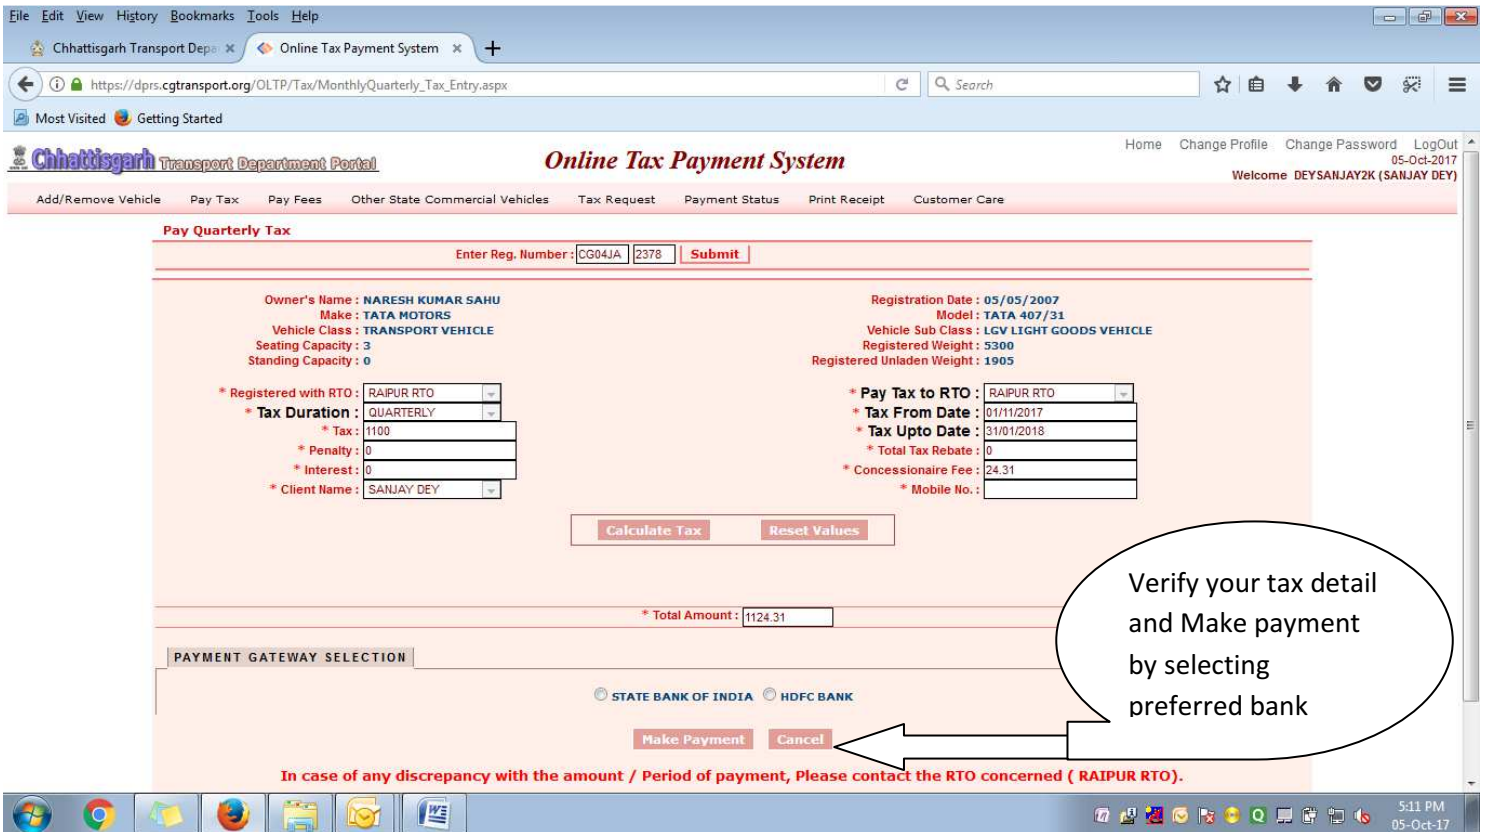 File Edit View History Bookmarks Tools Help
Chhattisgarh Transport Depa × Online Tax Payment System × +
https://dprs.cgtransport.org/OLTP/Tax/MonthlyQuarterly_Tax_Entry.aspx Search
Most Visited Getting Started
Home Change Profile Change Password LogOut
Chhattisgarh Transport Department Portal Online Tax Payment System
05-Oct-2017
Welcome DEYSANJAY2K (SANJAY DEY)
Add/Remove Vehicle Pay Tax Pay Fees Other State Commercial Vehicles Tax Request Payment Status Print Receipt Customer Care
Pay Quarterly Tax
Enter Reg. Number : CG04JA 2378 Submit
Owner's Name : NARESH KUMAR SAHU Registration Date : 05/05/2007
Make : TATA MOTORS Model : TATA 407/31
Vehicle Class : TRANSPORT VEHICLE Vehicle Sub Class : LGV LIGHT GOODS VEHICLE
Seating Capacity : 3 Registered Weight : 5300
Standing Capacity : 0 Registered Unladen Weight : 1905
* Registered with RTO : RAIPUR RTO * Pay Tax to RTO : RAIPUR RTO
* Tax Duration : QUARTERLY * Tax From Date : 01/11/2017
* Tax : 1100 * Tax Upto Date : 31/01/2018
* Penalty : 0 * Total Tax Rebate : 0
* Interest : 0 * Concessionaire Fee : 24.31
* Client Name : SANJAY DEY * Mobile No. :
Calculate Tax Reset Values
* Total Amount : 1124.31
PAYMENT GATEWAY SELECTION
STATE BANK OF INDIA HDFC BANK
Make Payment Cancel
In case of any discrepancy with the amount / Period of payment, Please contact the RTO concerned ( RAIPUR RTO).
Verify your tax detail
and Make payment
by selecting
preferred bank
5:11 PM
05-Oct-17